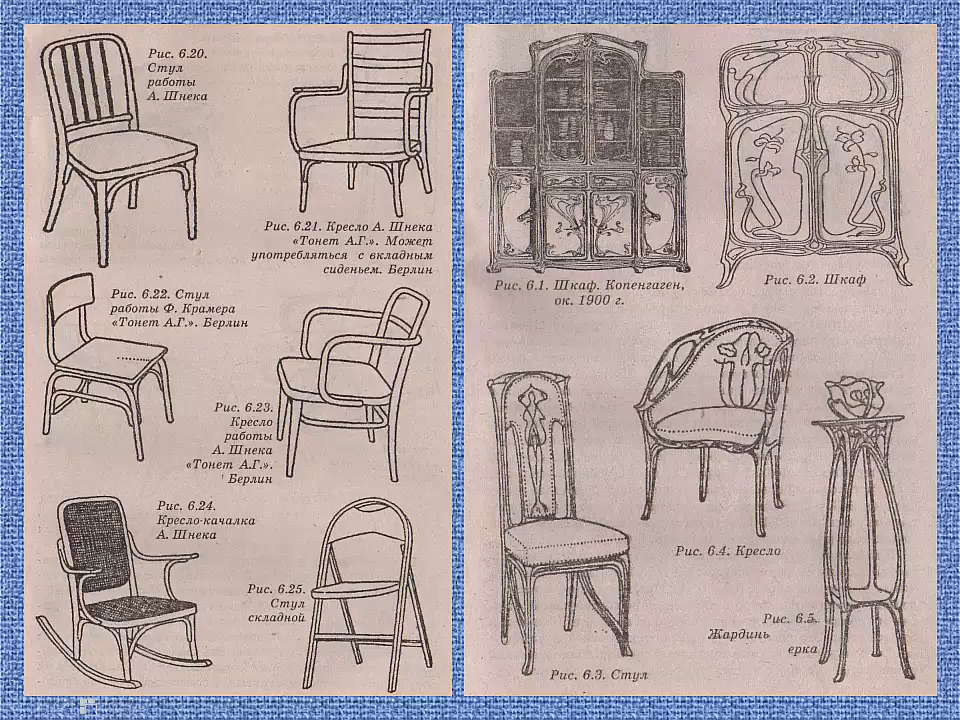 Рис. 6.20.
Стул
работы
А. Шнека
Рис. 6.21. Кресло А. Шнека
«Тонет А.Г.». Может
употребляться с вкладным
сиденьем. Берлин
Рис. 6.22. Стул
работы Ф. Крамера
«Тонет А.Г.». Берлин
Рис. 6.23.
Кресло
работы
А. Шнека
«Тонет А.Г.».
Берлин
Рис. 6.24.
Кресло-качалка
А. Шнека
Рис. 6.25.
Стул
складной
Рис. 6.1. Шкаф. Копенгаген,
ок. 1900 г.
Рис. 6.2. Шкаф
Рис. 6.4. Кресло
Рис. 6.5.
Жардинь
ерка
Рис. 6.3. Стул